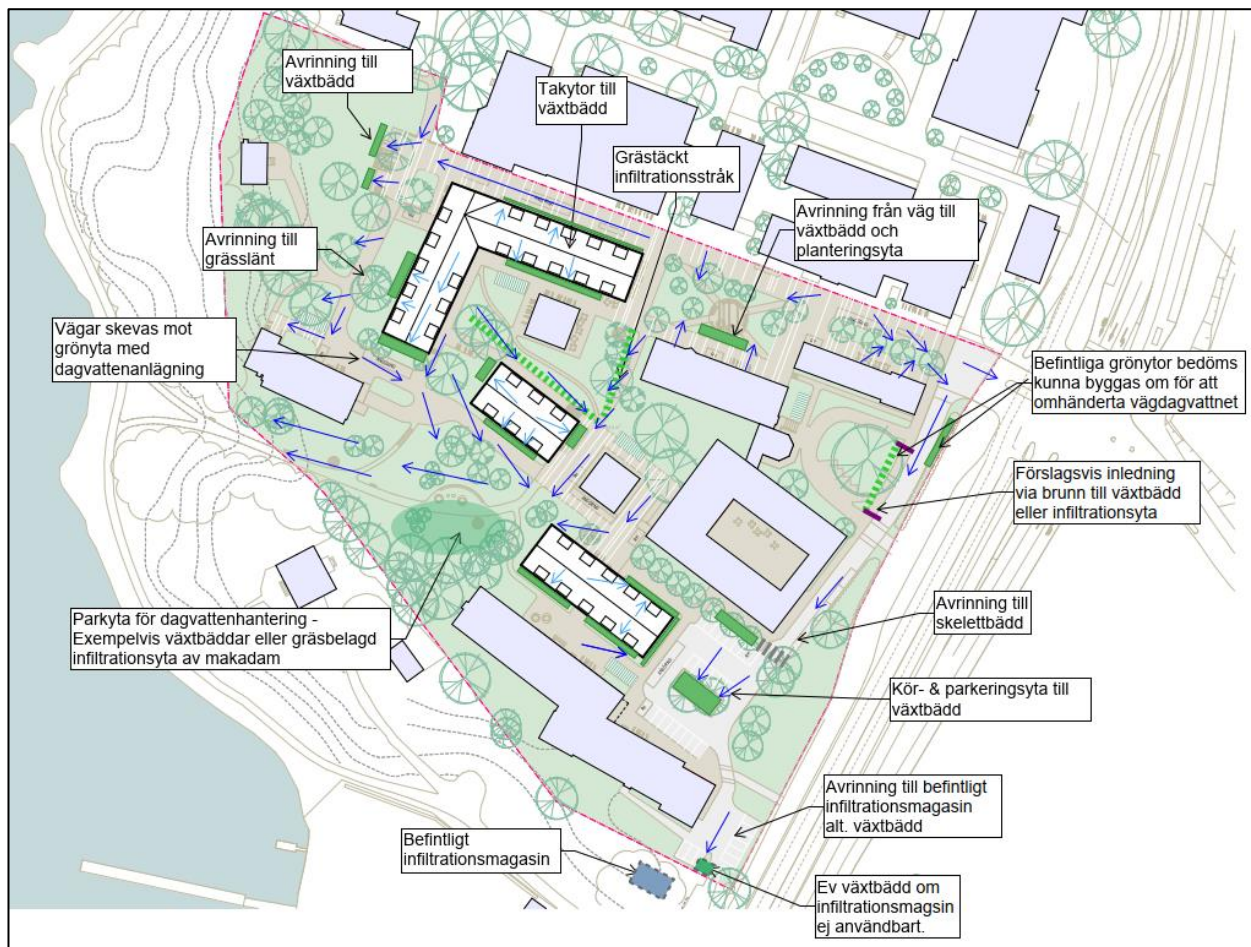 Avrinning till
växtbädd
Takytor till
växtbädd
Grästäckt
infiltrationsstråk
Avrinning från väg till
växtbädd och
planteringsyta
Avrinning till
grässlänt
Vägar skevas mot
grönyta med
dagvattenanlägning
Befintliga grönytor bedöms
kunna byggas om för att
omhänderta vägdagvattnet
Förslagsvis inledning
via brunn till växtbädd
eller infiltrationsyta
Parkyta för dagvattenhantering -
Exempelvis växtbäddar eller gräsbelagd
infiltrationsyta av makadam
Avrinning till
skelettbädd
Kör- & parkeringsyta till
växtbädd
Avrinning till befintligt
infiltrationsmagasin
alt. växtbädd
Befintligt
infiltrationsmagasin
Ev växtbädd om
infiltrationsmagsin
ej användbart.